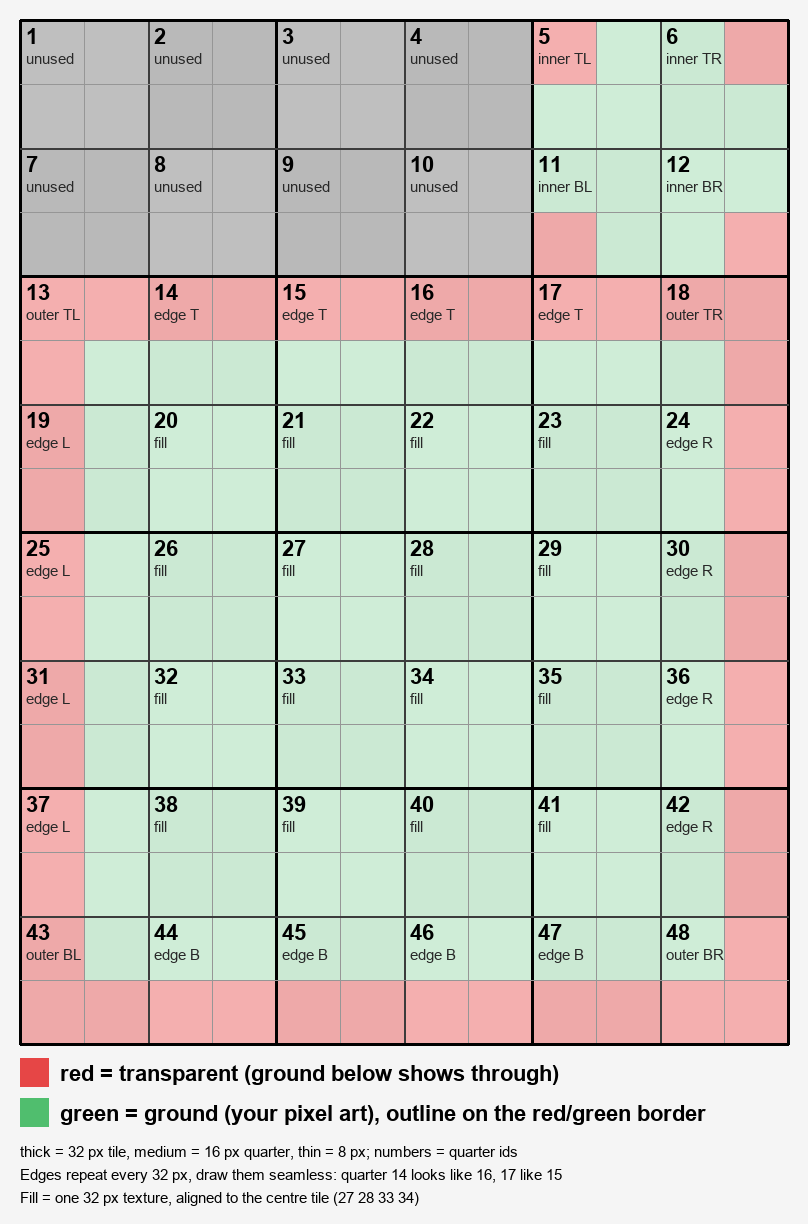 1 2 3 4 5 6
unused unused unused unused inner TL inner TR
7 8 9 10 11 12
unused unused unused unused inner BL inner BR
13 14 15 16 17 18
outer TL edge T edge T edge T edge T outer TR
19 20 21 22 23 24
edge L fill fill fill fill edge R
25 26 27 28 29 30
edge L fill fill fill fill edge R
31 32 33 34 35 36
edge L fill fill fill fill edge R
37 38 39 40 41 42
edge L fill fill fill fill edge R
43 44 45 46 47 48
outer BL edge B edge B edge B edge B outer BR
red = transparent (ground below shows through)
green = ground (your pixel art), outline on the red/green border
thick = 32 px tile, medium = 16 px quarter, thin = 8 px; numbers = quarter ids
Edges repeat every 32 px, draw them seamless: quarter 14 looks like 16, 17 like 15
Fill = one 32 px texture, aligned to the centre tile (27 28 33 34)